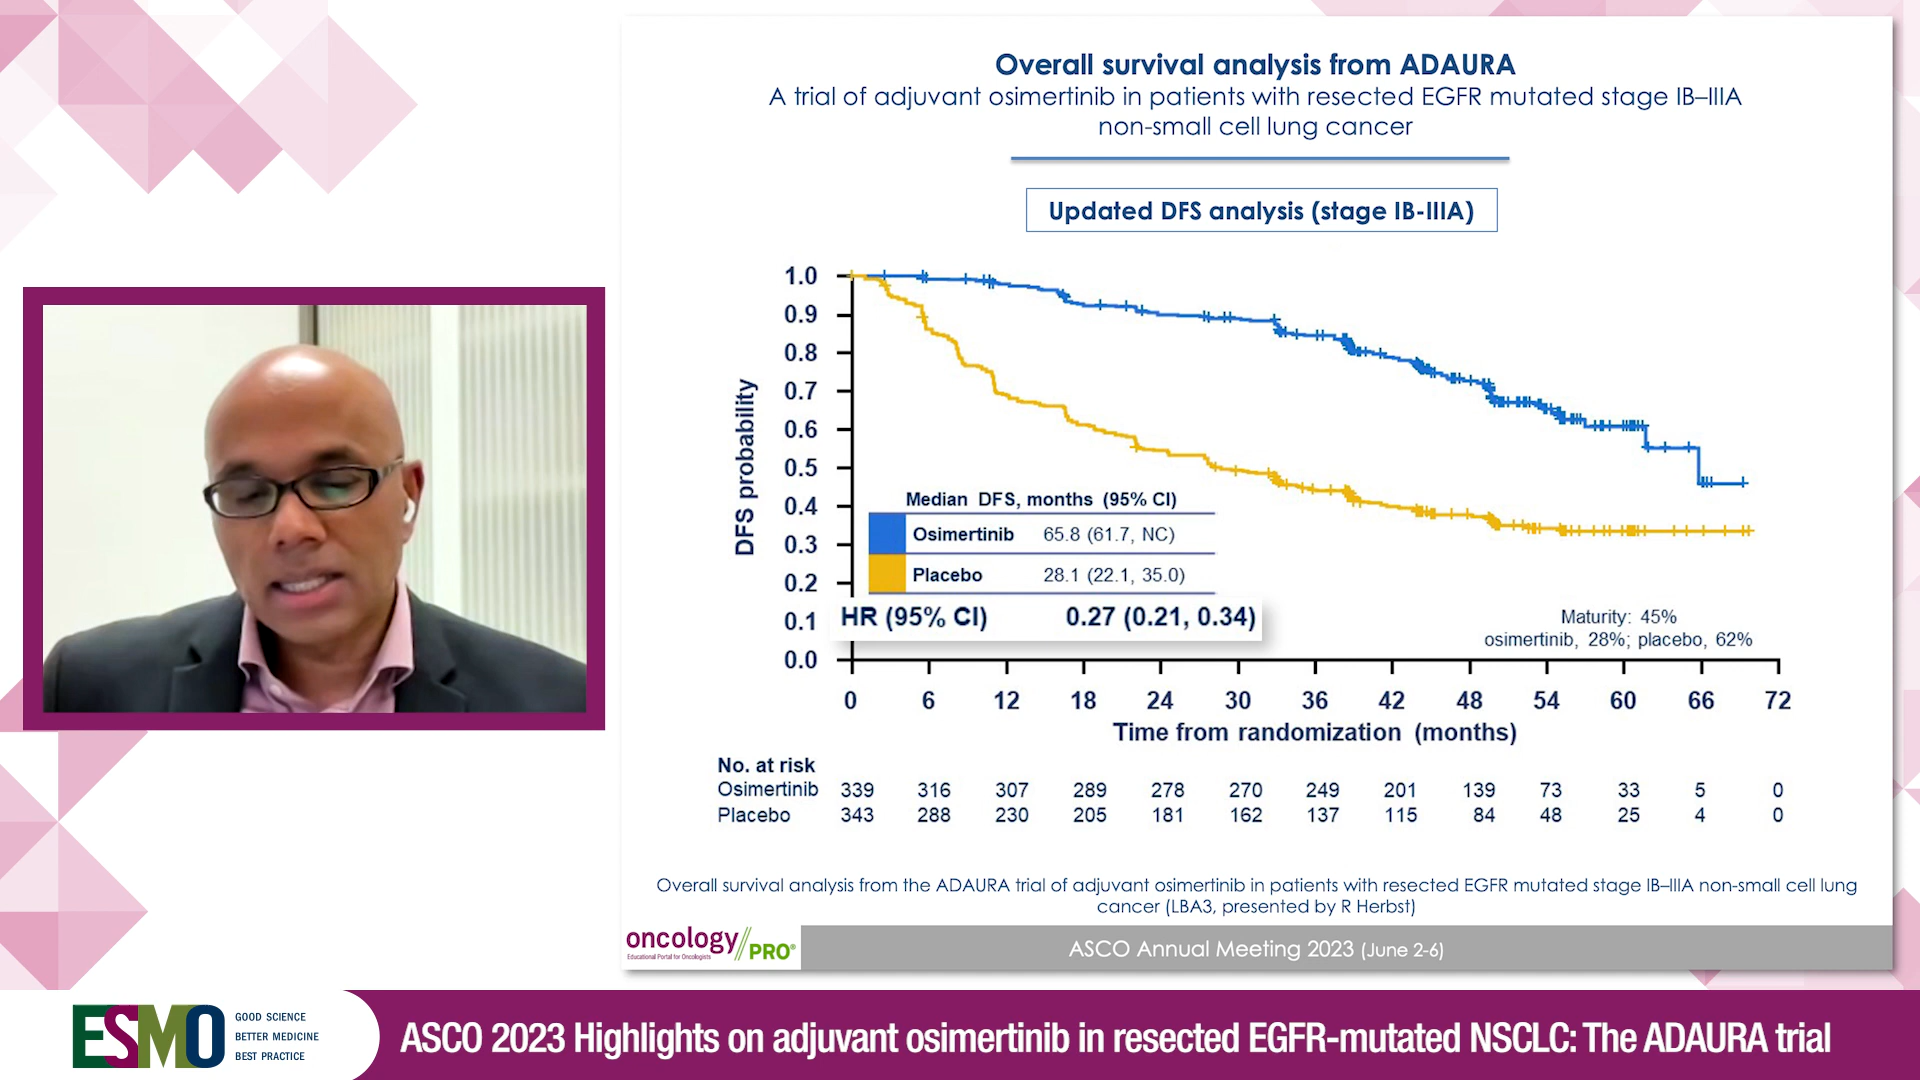 Overall survival analysis from ADAURA
A trial of adjuvant osimertinib in patients with resected EGFR mutated stage IB–IIIA
non-small cell lung cancer
Updated DFS analysis (stage IB-IIIA)
DFS probability
1.0
0.9
0.8
0.7
0.6
0.5
0.4
0.3
0.2
0.1
0.0
Median DFS, months (95% CI)
Osimertinib 65.8 (61.7, NC)
Placebo 28.1 (22.1, 35.0)
HR (95% CI) 0.27 (0.21, 0.34)
Maturity: 45%
osimertinib, 28%; placebo, 62%
0 6 12 18 24 30 36 42 48 54 60 66 72
Time from randomization (months)
No. at risk
Osimertinib 339 316 307 289 278 270 249 201 139 73 33 5 0
Placebo 343 288 230 205 181 162 137 115 84 48 25 4 0
Overall survival analysis from the ADAURA trial of adjuvant osimertinib in patients with resected EGFR mutated stage IB–IIIA non-small cell lung
cancer (LBA3, presented by R Herbst)
oncology//PRO®
Educational Portal for Oncologists
ASCO Annual Meeting 2023 (June 2-6)
ESMO
GOOD SCIENCE
BETTER MEDICINE
BEST PRACTICE
ASCO 2023 Highlights on adjuvant osimertinib in resected EGFR-mutated NSCLC: The ADAURA trial